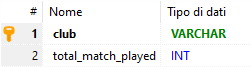 # Nome Tipo di dati
1 club VARCHAR
2 total_match_played INT